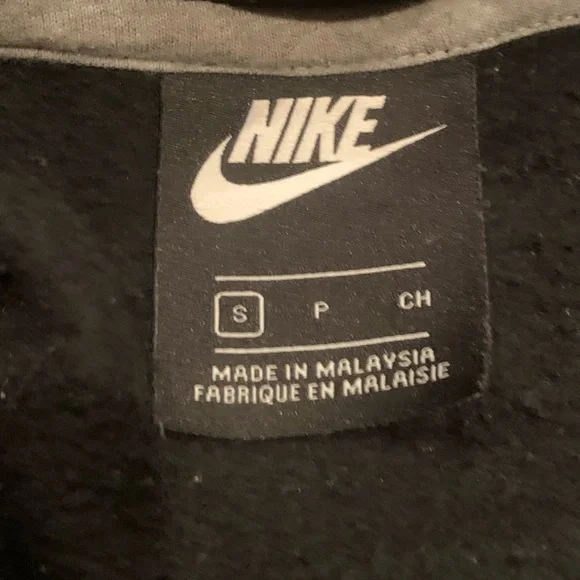 NIKE
S P CH
MADE IN MALAYSIA
FABRIQUE EN MALAISIE